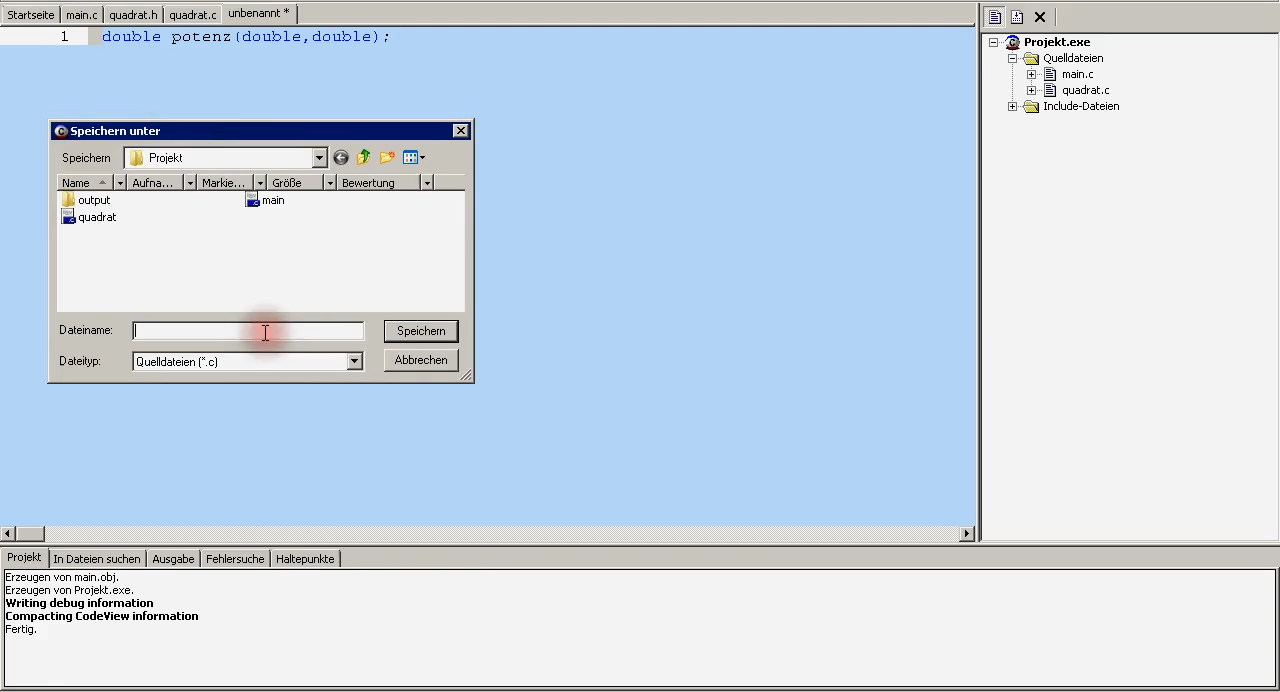 Startseite main.c quadrat.h quadrat.c unbenannt *
1 double potenz(double,double);
Speichern unter
Speichern Projekt
Name Aufna... Markie... Größe Bewertung
output main
quadrat
Dateiname: Speichern
Dateityp: Quelldateien (*.c) Abbrechen
Projekt.exe
Quelldateien
main.c
quadrat.c
Include-Dateien
Projekt In Dateien suchen Ausgabe Fehlersuche Haltepunkte
Erzeugen von main.obj.
Erzeugen von Projekt.exe.
Writing debug information
Compacting CodeView information
Fertig.